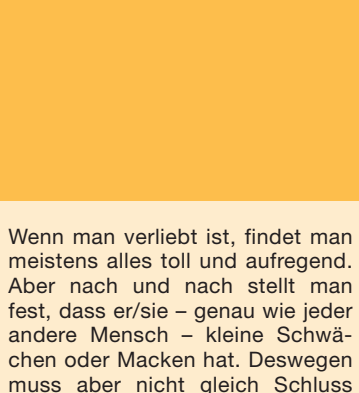 Wenn man verliebt ist, findet man
meistens alles toll und aufregend.
Aber nach und nach stellt man
fest, dass er/sie – genau wie jeder
andere Mensch – kleine Schwä-
chen oder Macken hat. Deswegen
muss aber nicht gleich Schluss